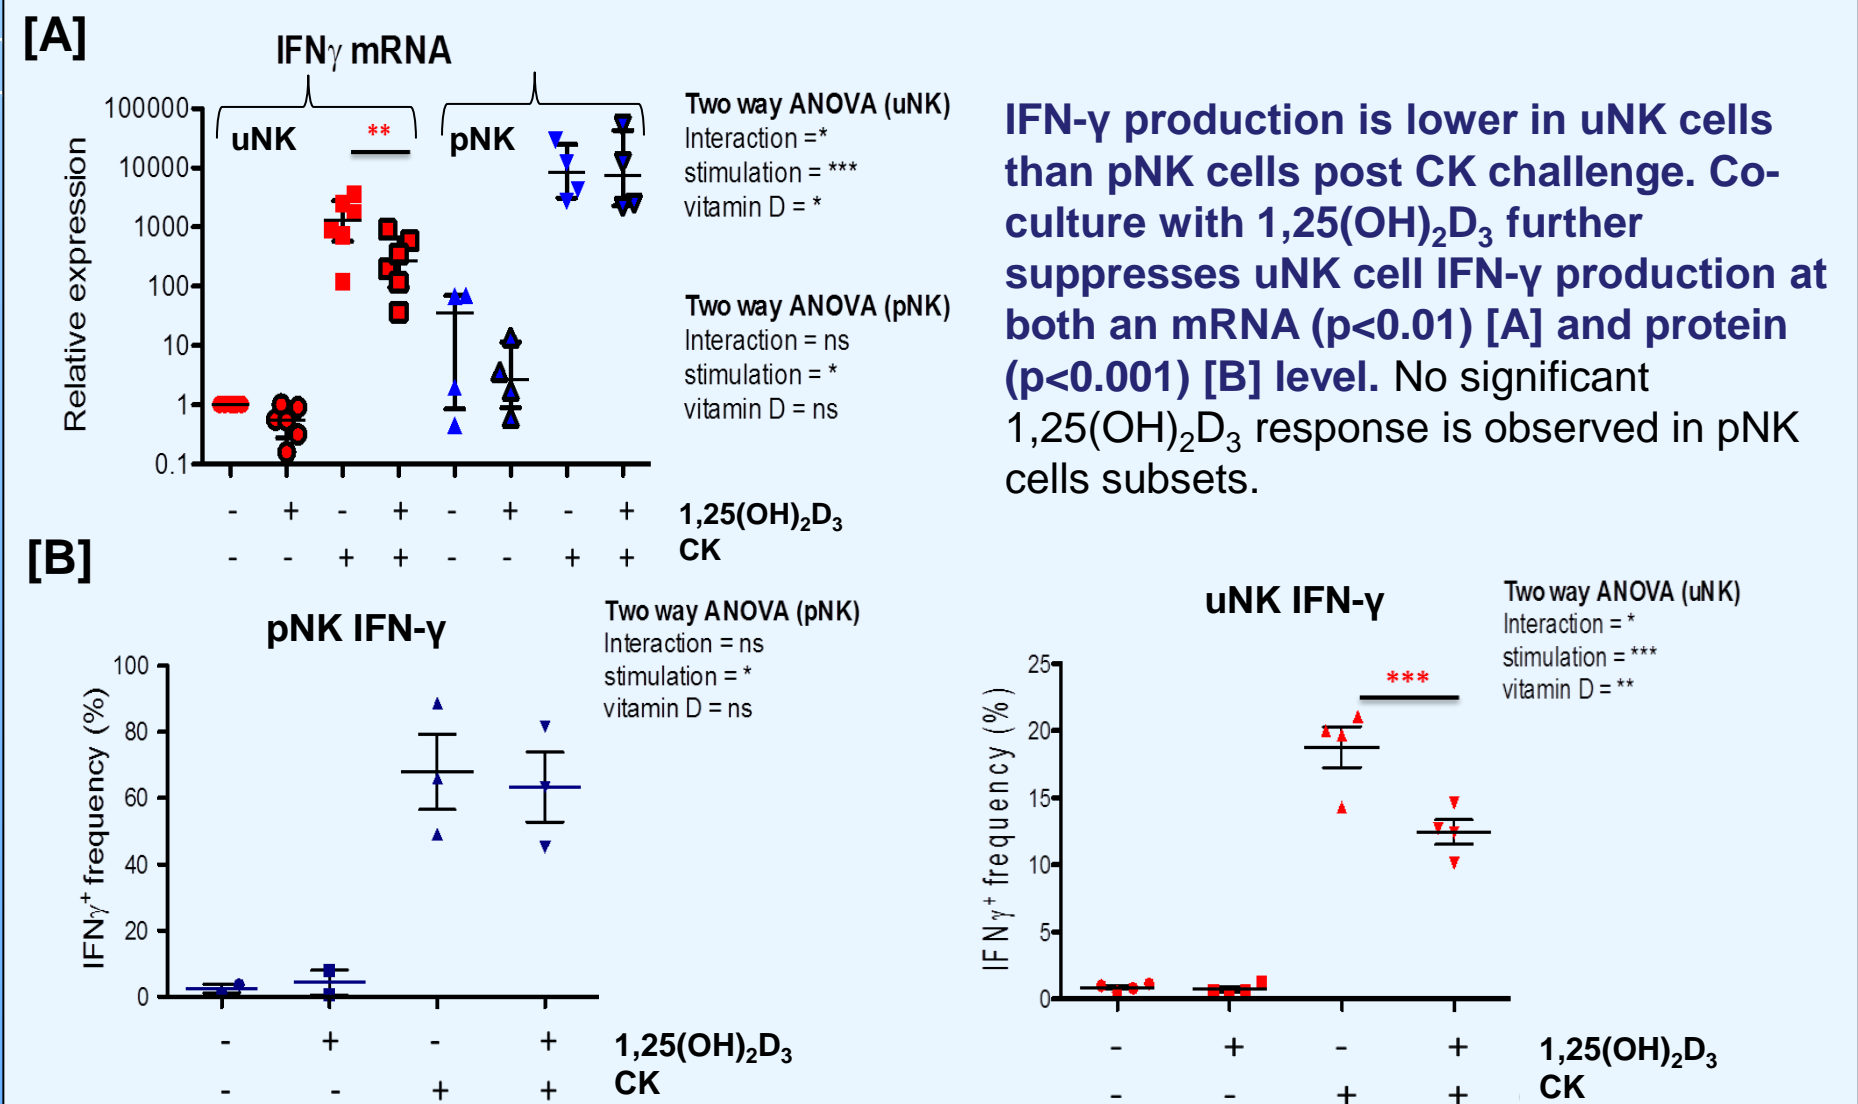 [A]
IFNγ mRNA
100000
10000
1000
100
10
1
0.1
Relative expression
uNK
**
pNK
Two way ANOVA (uNK)
Interaction =*
stimulation = ***
vitamin D = *
Two way ANOVA (pNK)
Interaction = ns
stimulation = *
vitamin D = ns
- + - + - + - + 1,25(OH)₂D₃
- - + + - - + + CK
IFN-γ production is lower in uNK cells
than pNK cells post CK challenge. Co-
culture with 1,25(OH)₂D₃ further
suppresses uNK cell IFN-γ production at
both an mRNA (p<0.01) [A] and protein
(p<0.001) [B] level. No significant
1,25(OH)₂D₃ response is observed in pNK
cells subsets.
[B]
pNK IFN-γ
Two way ANOVA (pNK)
Interaction = ns
stimulation = *
vitamin D = ns
100
80
60
40
20
0
IFNγ⁺ frequency (%)
- + - + 1,25(OH)₂D₃
- - + + CK
uNK IFN-γ
Two way ANOVA (uNK)
Interaction = *
stimulation = ***
vitamin D = **
***
25
20
15
10
5
0
IFNγ⁺ frequency (%)
- + - + 1,25(OH)₂D₃
- - + + CK